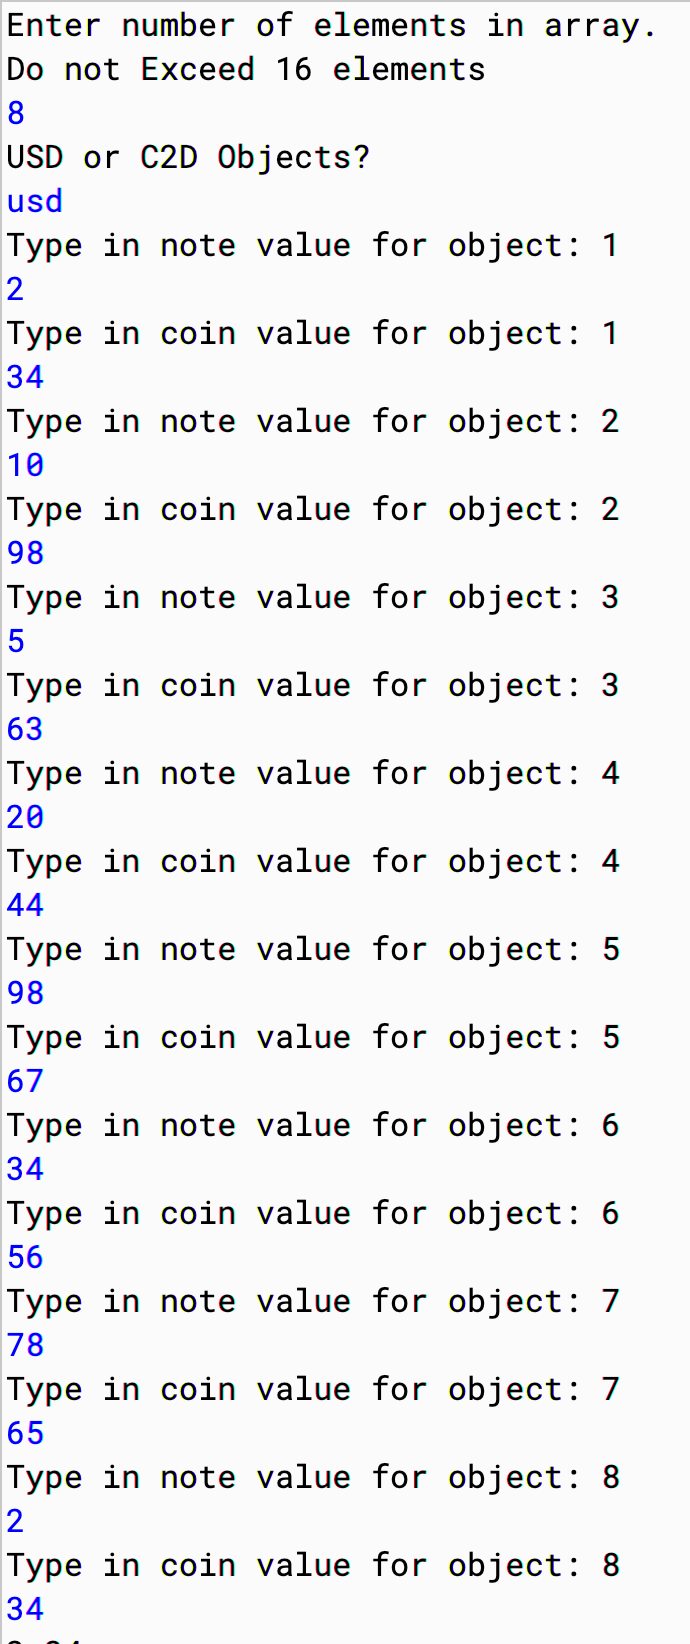 Enter number of elements in array.
Do not Exceed 16 elements
8
USD or C2D Objects?
usd
Type in note value for object: 1
2
Type in coin value for object: 1
34
Type in note value for object: 2
10
Type in coin value for object: 2
98
Type in note value for object: 3
5
Type in coin value for object: 3
63
Type in note value for object: 4
20
Type in coin value for object: 4
44
Type in note value for object: 5
98
Type in coin value for object: 5
67
Type in note value for object: 6
34
Type in coin value for object: 6
56
Type in note value for object: 7
78
Type in coin value for object: 7
65
Type in note value for object: 8
2
Type in coin value for object: 8
34